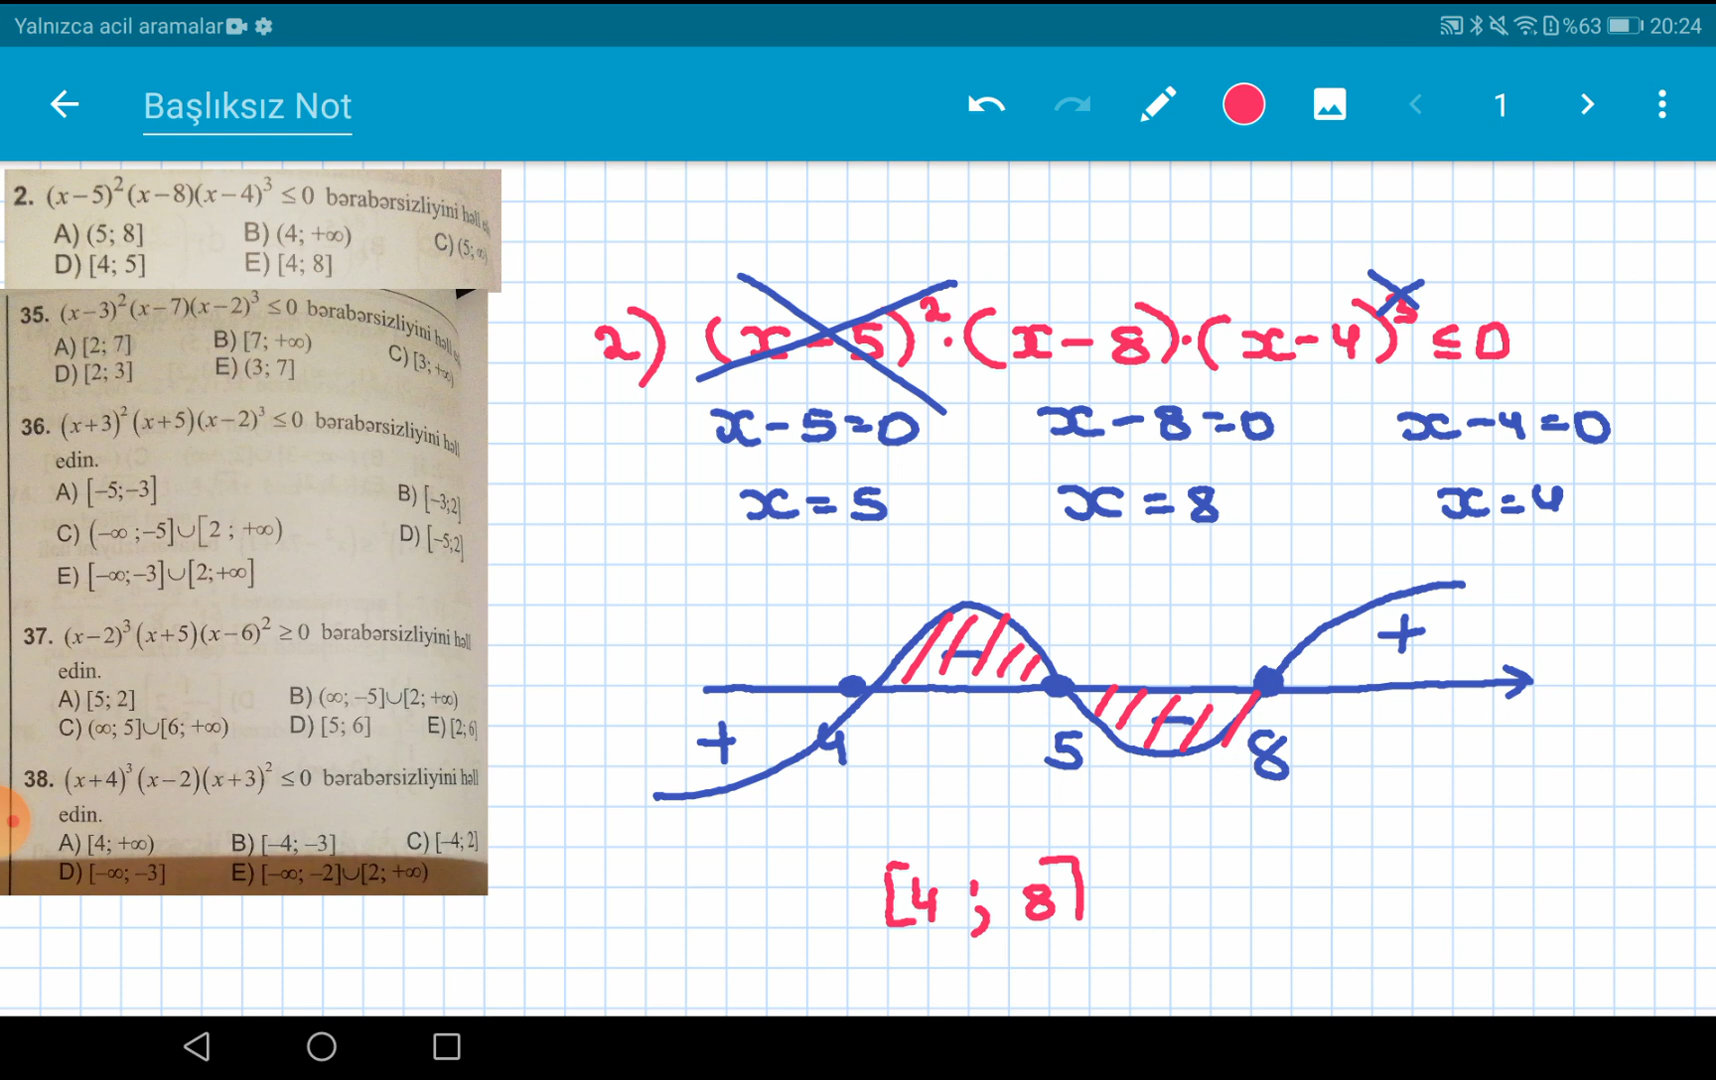 Yalnızca acil aramalar %63 20:24
Başlıksız Not 1
2. (x−5)²(x−8)(x−4)³ ≤ 0 bərabərsizliyini həll
A) (5; 8] B) (4; +∞) C) (5; ∞
D) [4; 5] E) [4; 8]
35. (x−3)²(x−7)(x−2)³ ≤ 0 bərabərsizliyini həll
A) [2; 7] B) [7; +∞) C) [3; +∞)
D) [2; 3] E) (3; 7]
36. (x+3)²(x+5)(x−2)³ ≤ 0 bərabərsizliyini həll
edin.
A) [−5;−3] B) [−3;2]
C) (−∞ ;−5]∪[2 ; +∞) D) [−5;2]
E) [−∞;−3]∪[2;+∞]
37. (x−2)³(x+5)(x−6)² ≥ 0 bərabərsizliyini həll
edin.
A) [5; 2] B) (∞; −5]∪[2; +∞)
C) (∞; 5]∪[6; +∞) D) [5; 6] E) [2; 6]
38. (x+4)³(x−2)(x+3)² ≤ 0 bərabərsizliyini həll
edin.
A) [4; +∞) B) [−4; −3] C) [−4; 2]
D) [−∞; −3] E) [−∞; −2]∪[2; +∞)
2) (x−5)²·(x−8)·(x−4)³ ≤ 0
x−5=0 x−8=0 x−4=0
x=5 x=8 x=4
+ − − +
4 5 8
[4 ; 8]